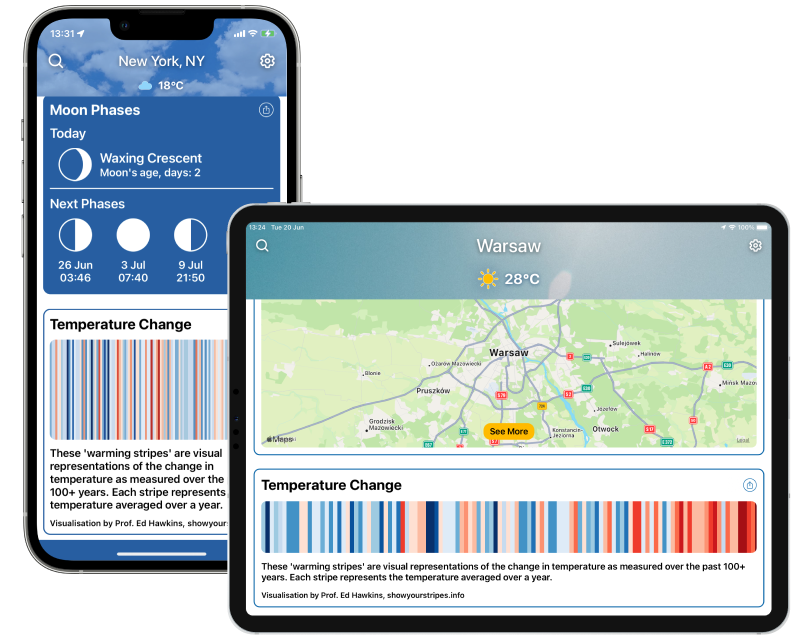 13:31
New York, NY
18°C
Moon Phases
Today
Waxing Crescent
Moon's age, days: 2
Next Phases
26 Jun
03:46
3 Jul
07:40
9 Jul
21:50
Temperature Change
These 'warming stripes' are visual
representations of the change in
temperature as measured over the
100+ years. Each stripe represents
temperature averaged over a year.
Visualisation by Prof. Ed Hawkins, showyour
13:24 Tue 20 Jun
100%
Warsaw
28°C
Sulejówek
Warsaw
Halinów
Ożarów Mazowiecki
Błonie
Mińsk Mazo
Pruszków
Józefów
Grodzisk
Mazowiecki
Konstancin-
Jeziorna
Otwock
See More
Maps
Legal
Temperature Change
These 'warming stripes' are visual representations of the change in temperature as measured over the past 100+
years. Each stripe represents the temperature averaged over a year.
Visualisation by Prof. Ed Hawkins, showyourstripes.info